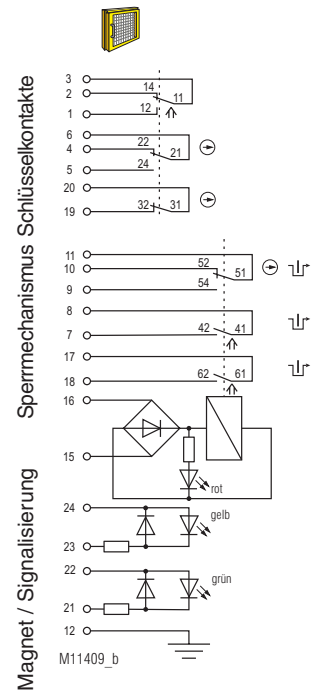 Sperrmechanismus Schlüsselkontakte
Magnet / Signalisierung
3
2 14
11
1 12
6
4 22
21
5 24
20
19 32 31
11
10 52
51
9 54
8
7 42 41
17
18 62 61
16
15
rot
24
gelb
23
22
grün
21
12
M11409_b